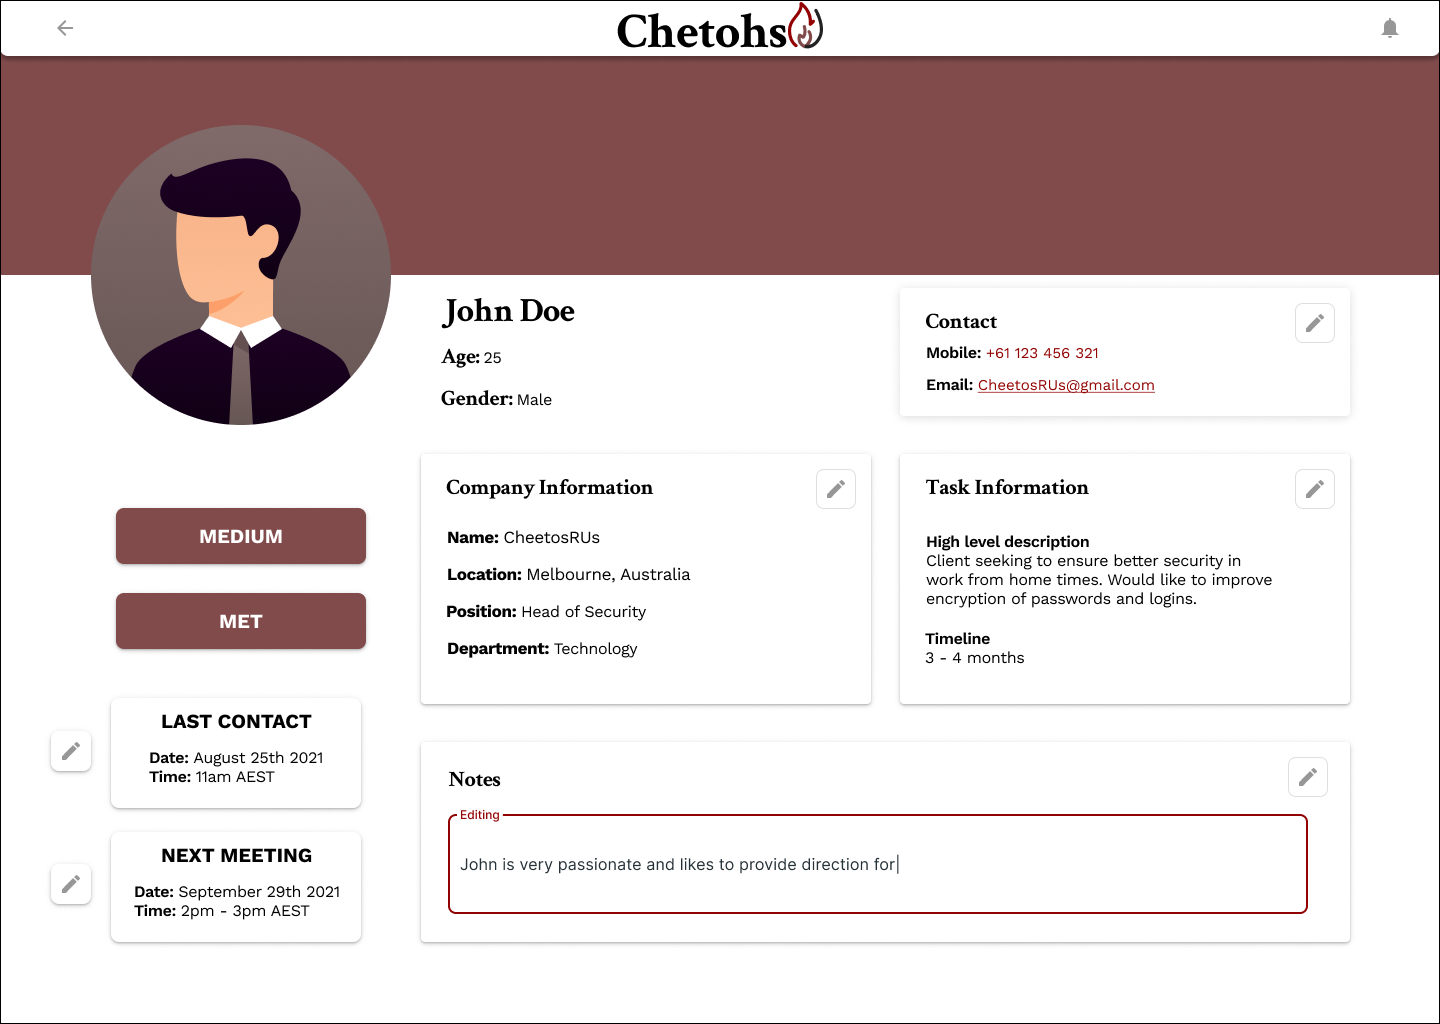 Chetohs
John Doe
Age: 25
Gender: Male
Contact
Mobile: +61 123 456 321
Email: CheetosRUs@gmail.com
MEDIUM
MET
Company Information
Name: CheetosRUs
Location: Melbourne, Australia
Position: Head of Security
Department: Technology
Task Information
High level description
Client seeking to ensure better security in
work from home times. Would like to improve
encryption of passwords and logins.
Timeline
3 - 4 months
LAST CONTACT
Date: August 25th 2021
Time: 11am AEST
NEXT MEETING
Date: September 29th 2021
Time: 2pm - 3pm AEST
Notes
Editing
John is very passionate and likes to provide direction for